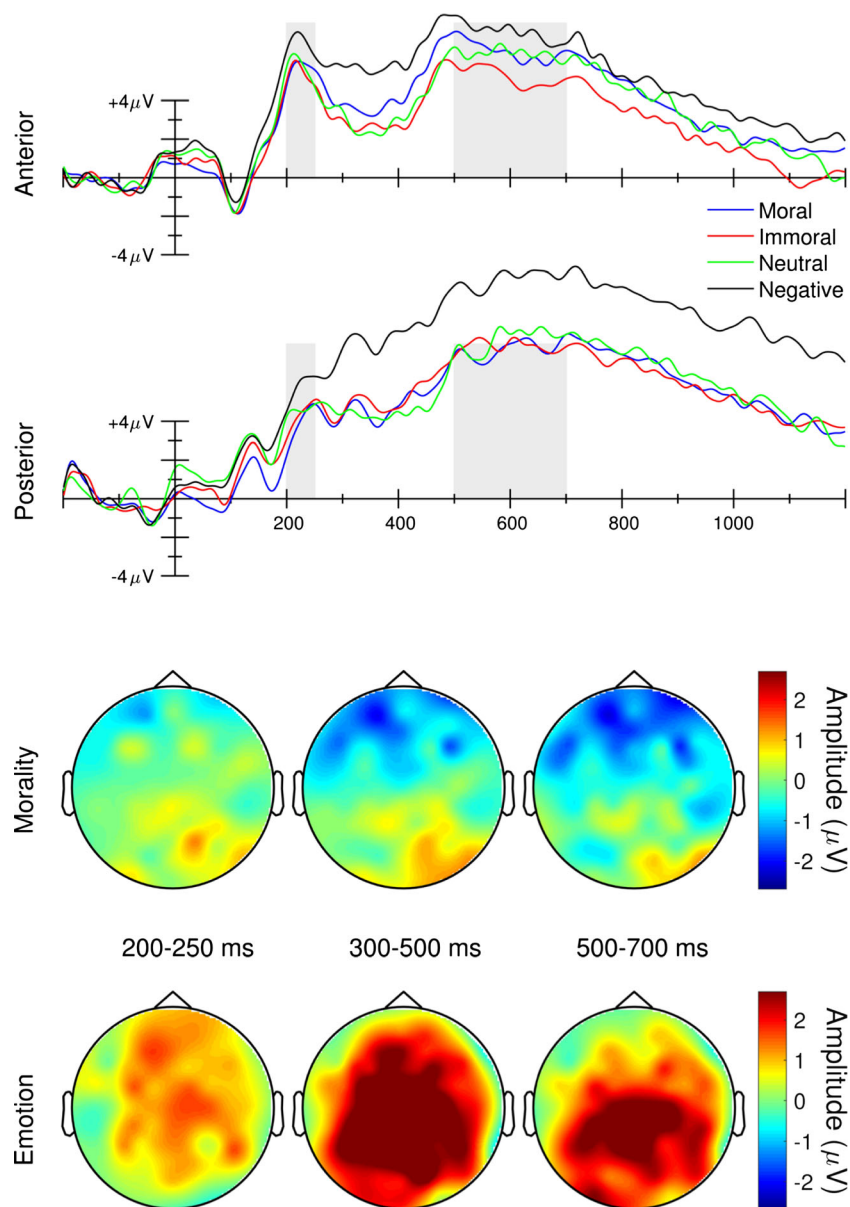 +4μV
Anterior
-4μV
Moral
Immoral
Neutral
Negative
+4μV
Posterior
200 400 600 800 1000
-4μV
Morality
2
1
0
-1
-2
Amplitude (μV)
200-250 ms 300-500 ms 500-700 ms
Emotion
2
1
0
-1
-2
Amplitude (μV)